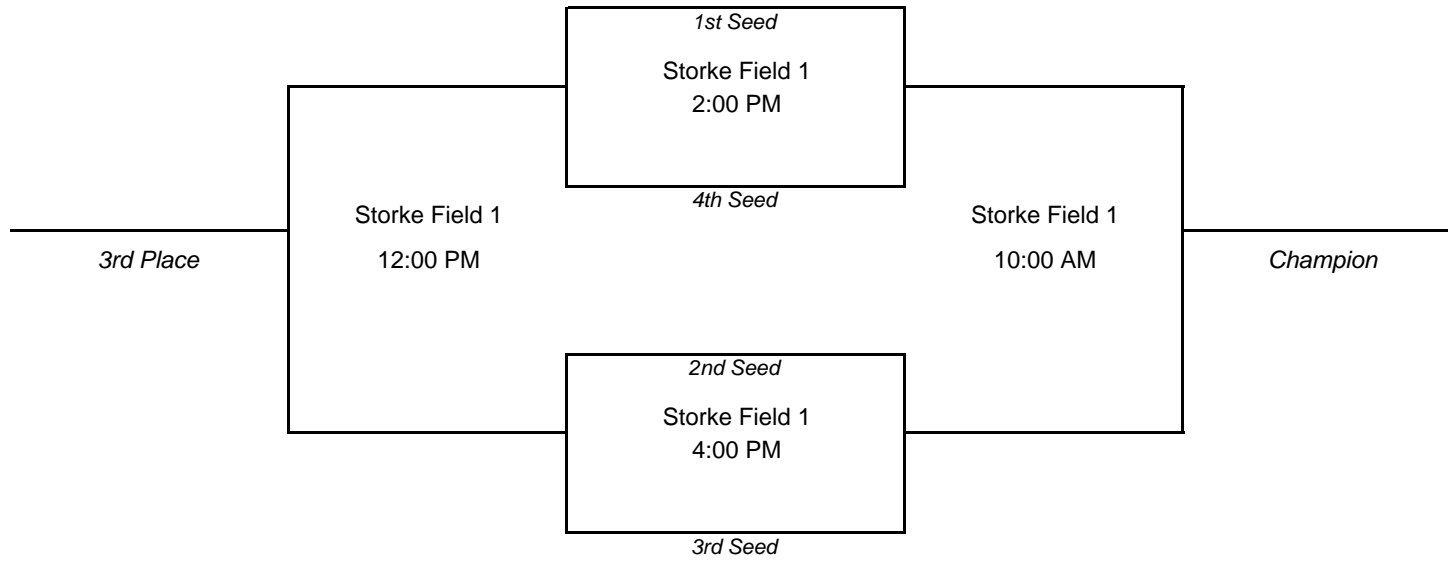 1st Seed
Storke Field 1
2:00 PM
4th Seed
Storke Field 1
12:00 PM
3rd Place
Storke Field 1
10:00 AM
Champion
2nd Seed
Storke Field 1
4:00 PM
3rd Seed